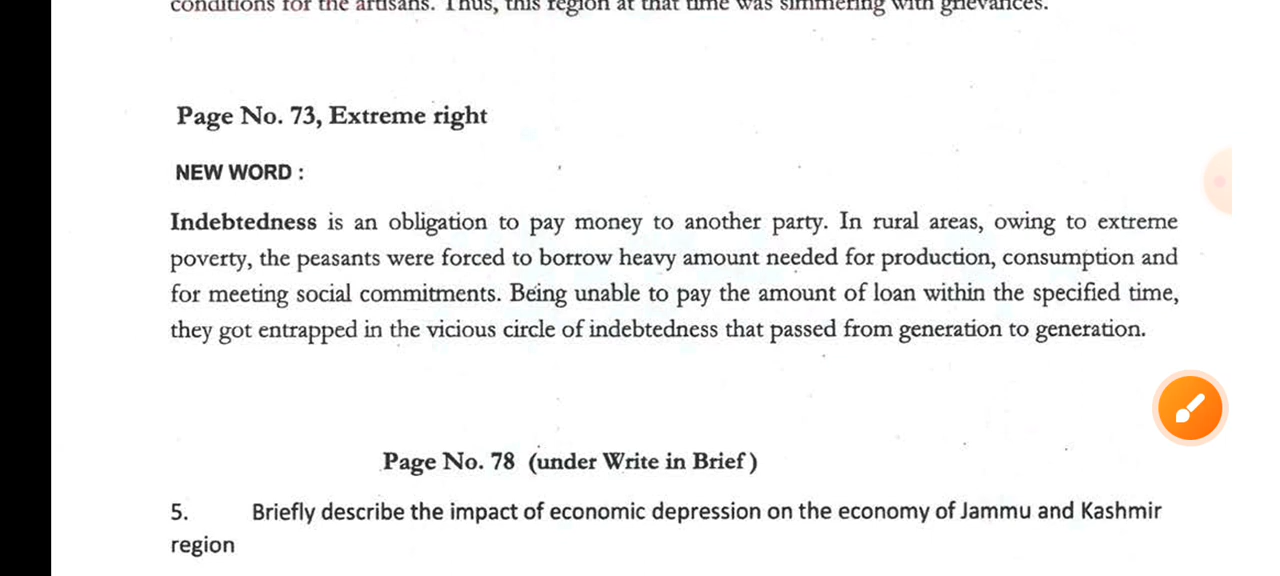 conditions for the artisans. Thus, this region at that time was simmering with grievances.
Page No. 73, Extreme right
NEW WORD :
Indebtedness is an obligation to pay money to another party. In rural areas, owing to extreme
poverty, the peasants were forced to borrow heavy amount needed for production, consumption and
for meeting social commitments. Being unable to pay the amount of loan within the specified time,
they got entrapped in the vicious circle of indebtedness that passed from generation to generation.
Page No. 78 (under Write in Brief)
5. Briefly describe the impact of economic depression on the economy of Jammu and Kashmir
region